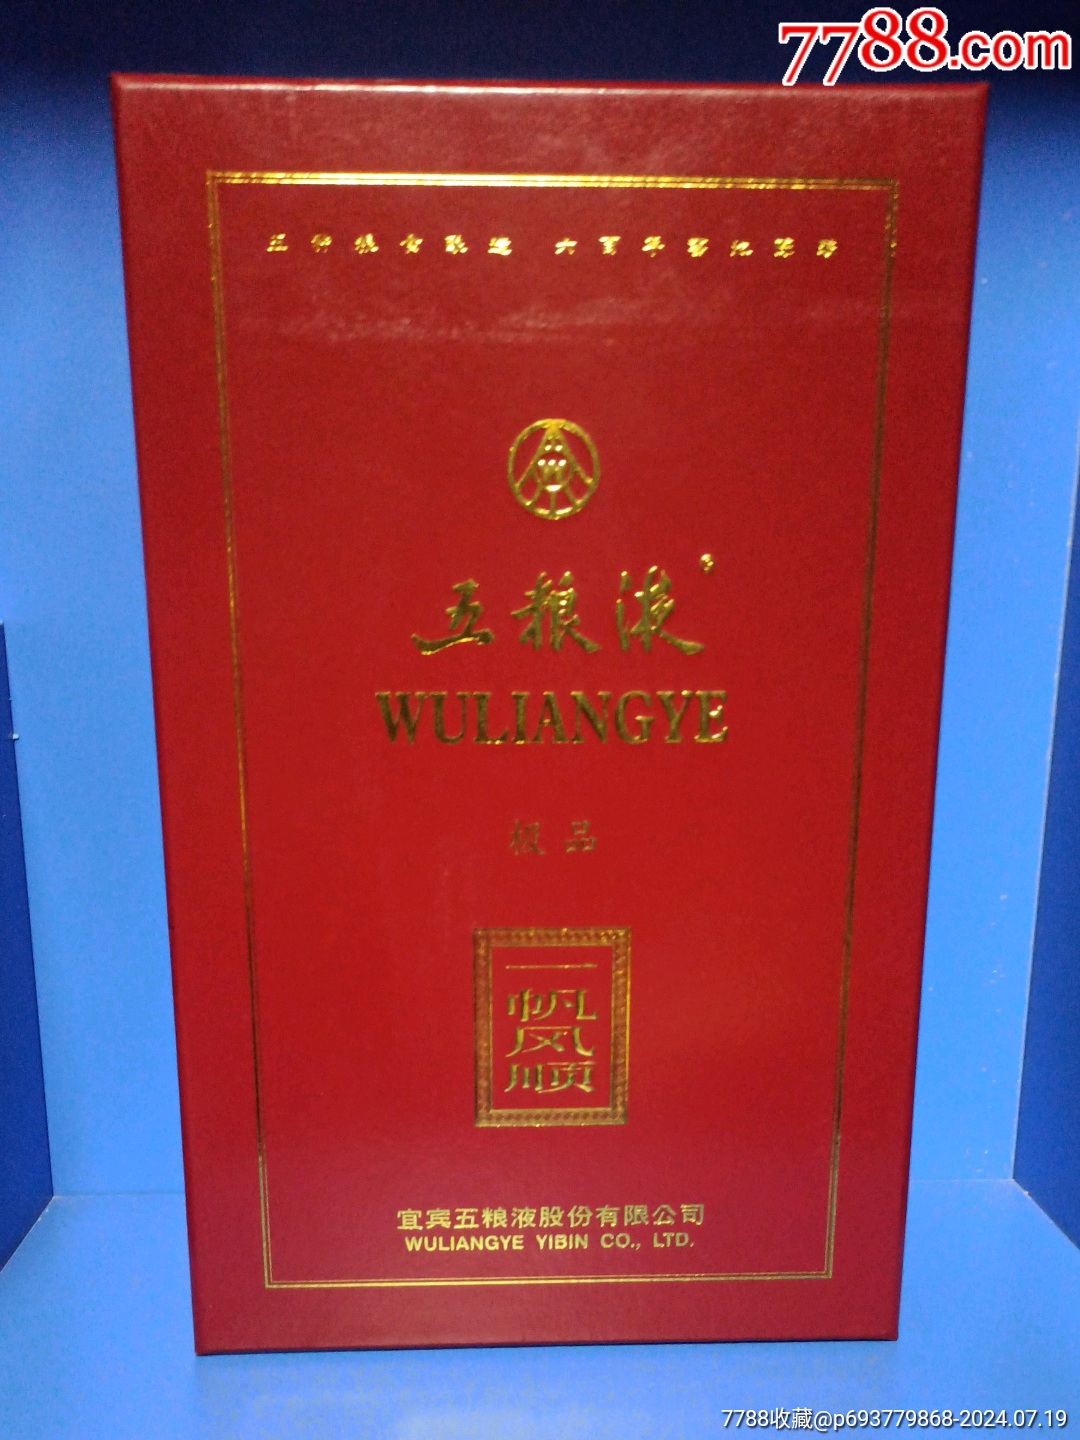 7788.com
五粮液
WULIANGYE
极品
一
帆
风
顺
宜宾五粮液股份有限公司
WULIANGYE YIBIN CO., LTD.
7788收藏@p693779868-2024.07.19